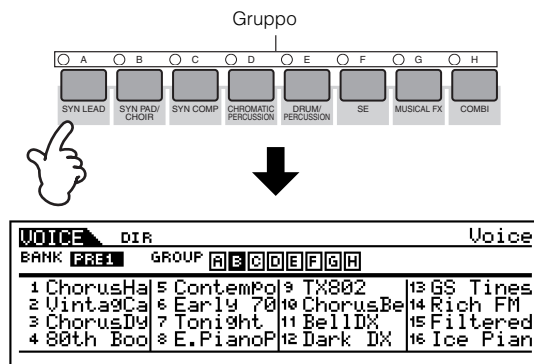 Gruppo
A B C D E F G H
SYN LEAD SYN PAD/ CHOIR SYN COMP CHROMATIC PERCUSSION DRUM/ PERCUSSION SE MUSICAL FX COMBI
VOICE DIR Voice
BANK PRE1 GROUP A B C D E F G H
1 ChorusHa 5 Contempo 9 TX802 13 GS Tines
2 VintagCa 6 Early 70 10 ChorusBe 14 Rich FM
3 ChorusDy 7 Tonight 11 BellDX 15 Filtered
4 80th Boo 8 E.PianoP 12 Dark DX 16 Ice Pian